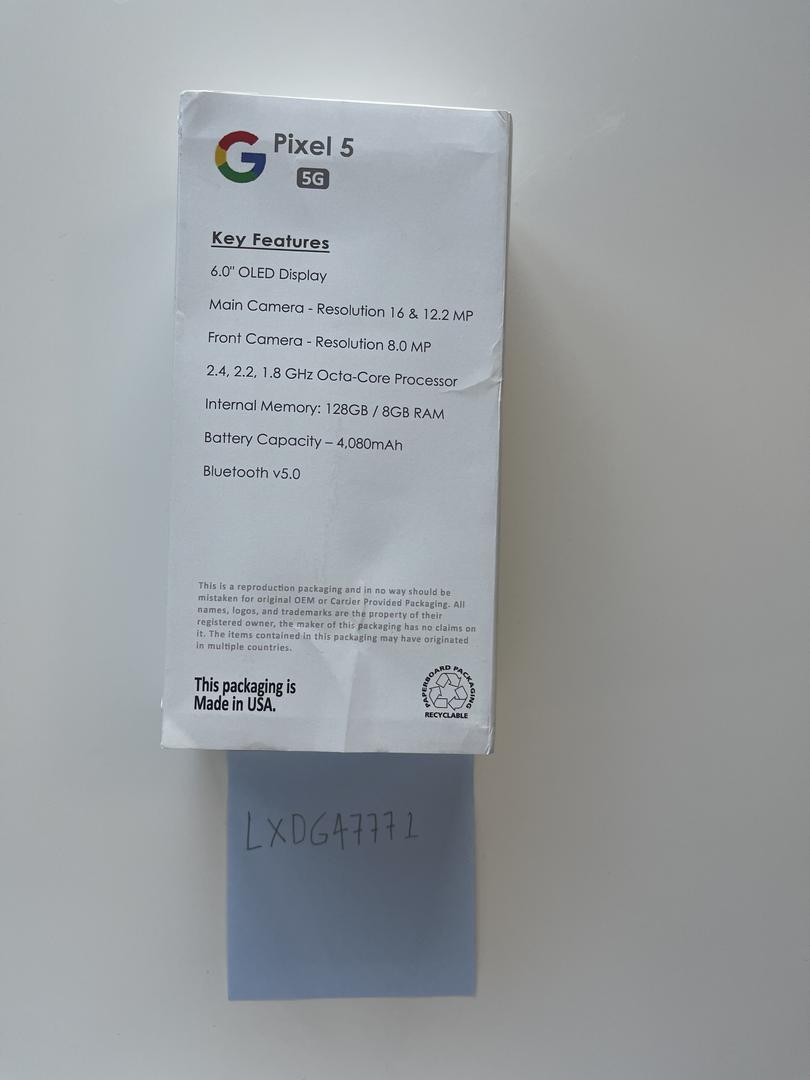 G Pixel 5
5G
Key Features
6.0" OLED Display
Main Camera - Resolution 16 & 12.2 MP
Front Camera - Resolution 8.0 MP
2.4, 2.2, 1.8 GHz Octa-Core Processor
Internal Memory: 128GB / 8GB RAM
Battery Capacity – 4,080mAh
Bluetooth v5.0
This is a reproduction packaging and in no way should be
mistaken for original OEM or Carrier Provided Packaging. All
names, logos, and trademarks are the property of their
registered owner, the maker of this packaging has no claims on
it. The items contained in this packaging may have originated
in multiple countries.
This packaging is
Made in USA.
PAPERBOARD PACKAGING
RECYCLABLE
LXDG47771